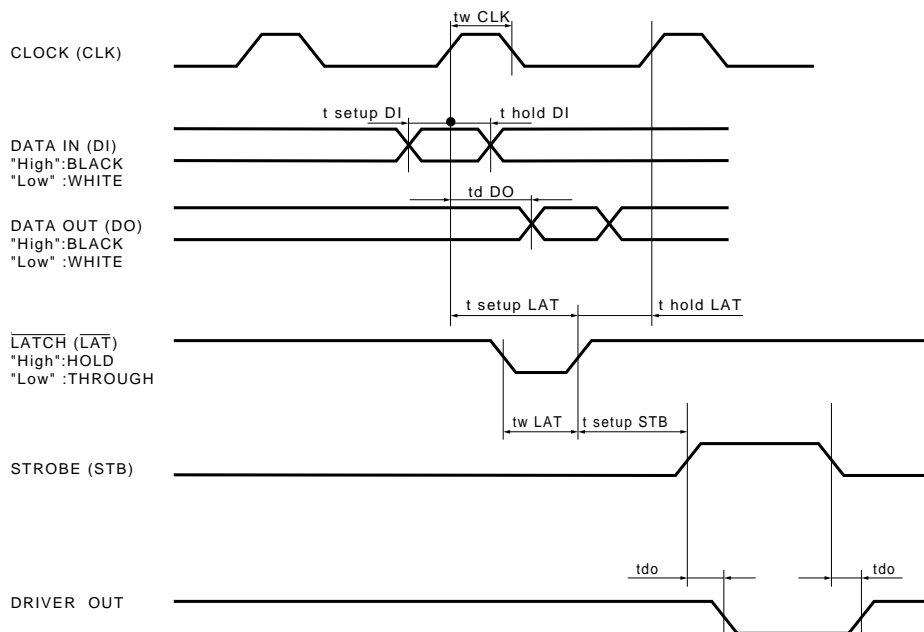 tw CLK
CLOCK (CLK)
t setup DI
t hold DI
DATA IN (DI)
"High":BLACK
"Low" :WHITE
td DO
DATA OUT (DO)
"High":BLACK
"Low" :WHITE
t setup LAT
t hold LAT
LATCH (LAT)
"High":HOLD
"Low" :THROUGH
tw LAT
t setup STB
STROBE (STB)
tdo
tdo
DRIVER OUT